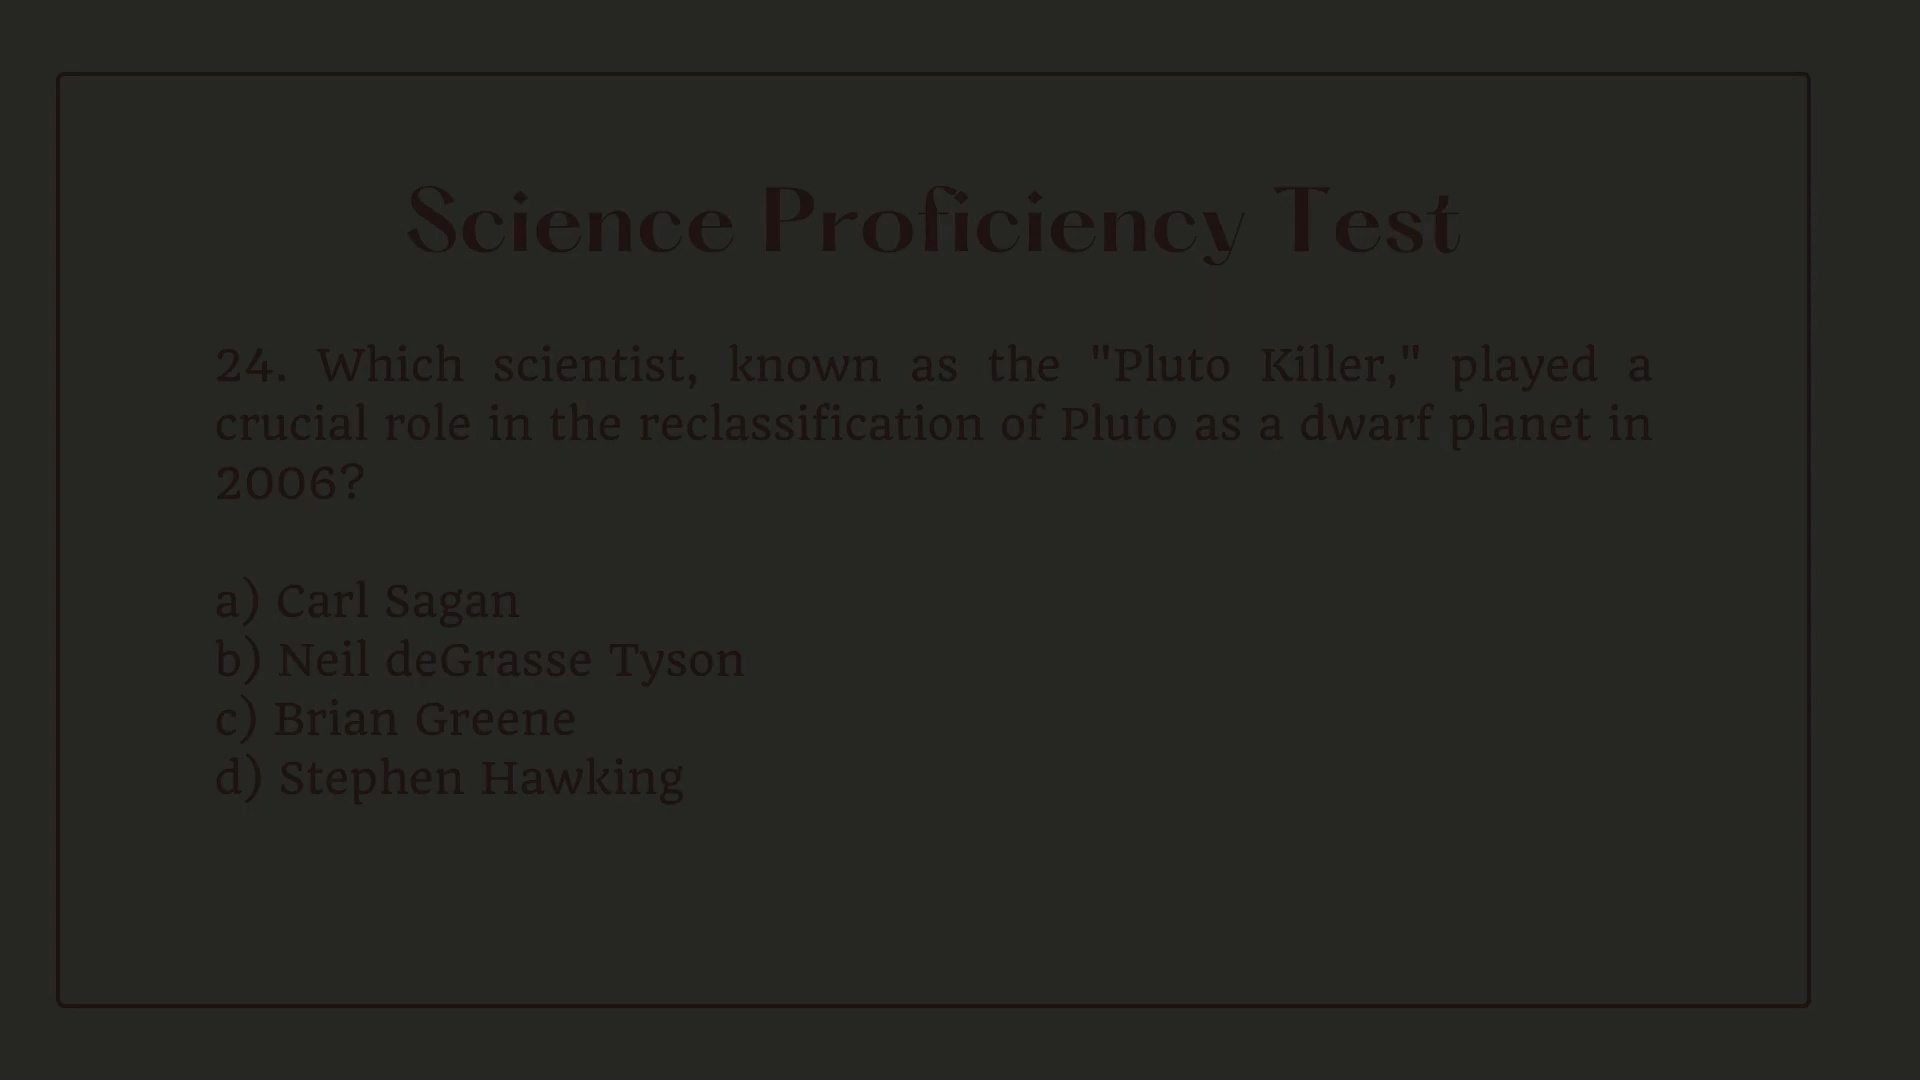 Science Proficiency Test
24. Which scientist, known as the "Pluto Killer," played a
crucial role in the reclassification of Pluto as a dwarf planet in
2006?
a) Carl Sagan
b) Neil deGrasse Tyson
c) Brian Greene
d) Stephen Hawking